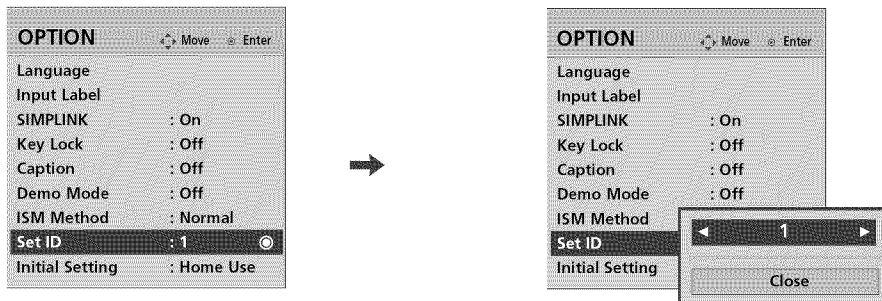 OPTION Move Enter
Language
Input Label
SIMPLINK : On
Key Lock : Off
Caption : Off
Demo Mode : Off
ISM Method : Normal
Set ID : 1
Initial Setting : Home Use
OPTION Move Enter
Language
Input Label
SIMPLINK : On
Key Lock : Off
Caption : Off
Demo Mode : Off
ISM Method
Set ID
Initial Setting
1
Close